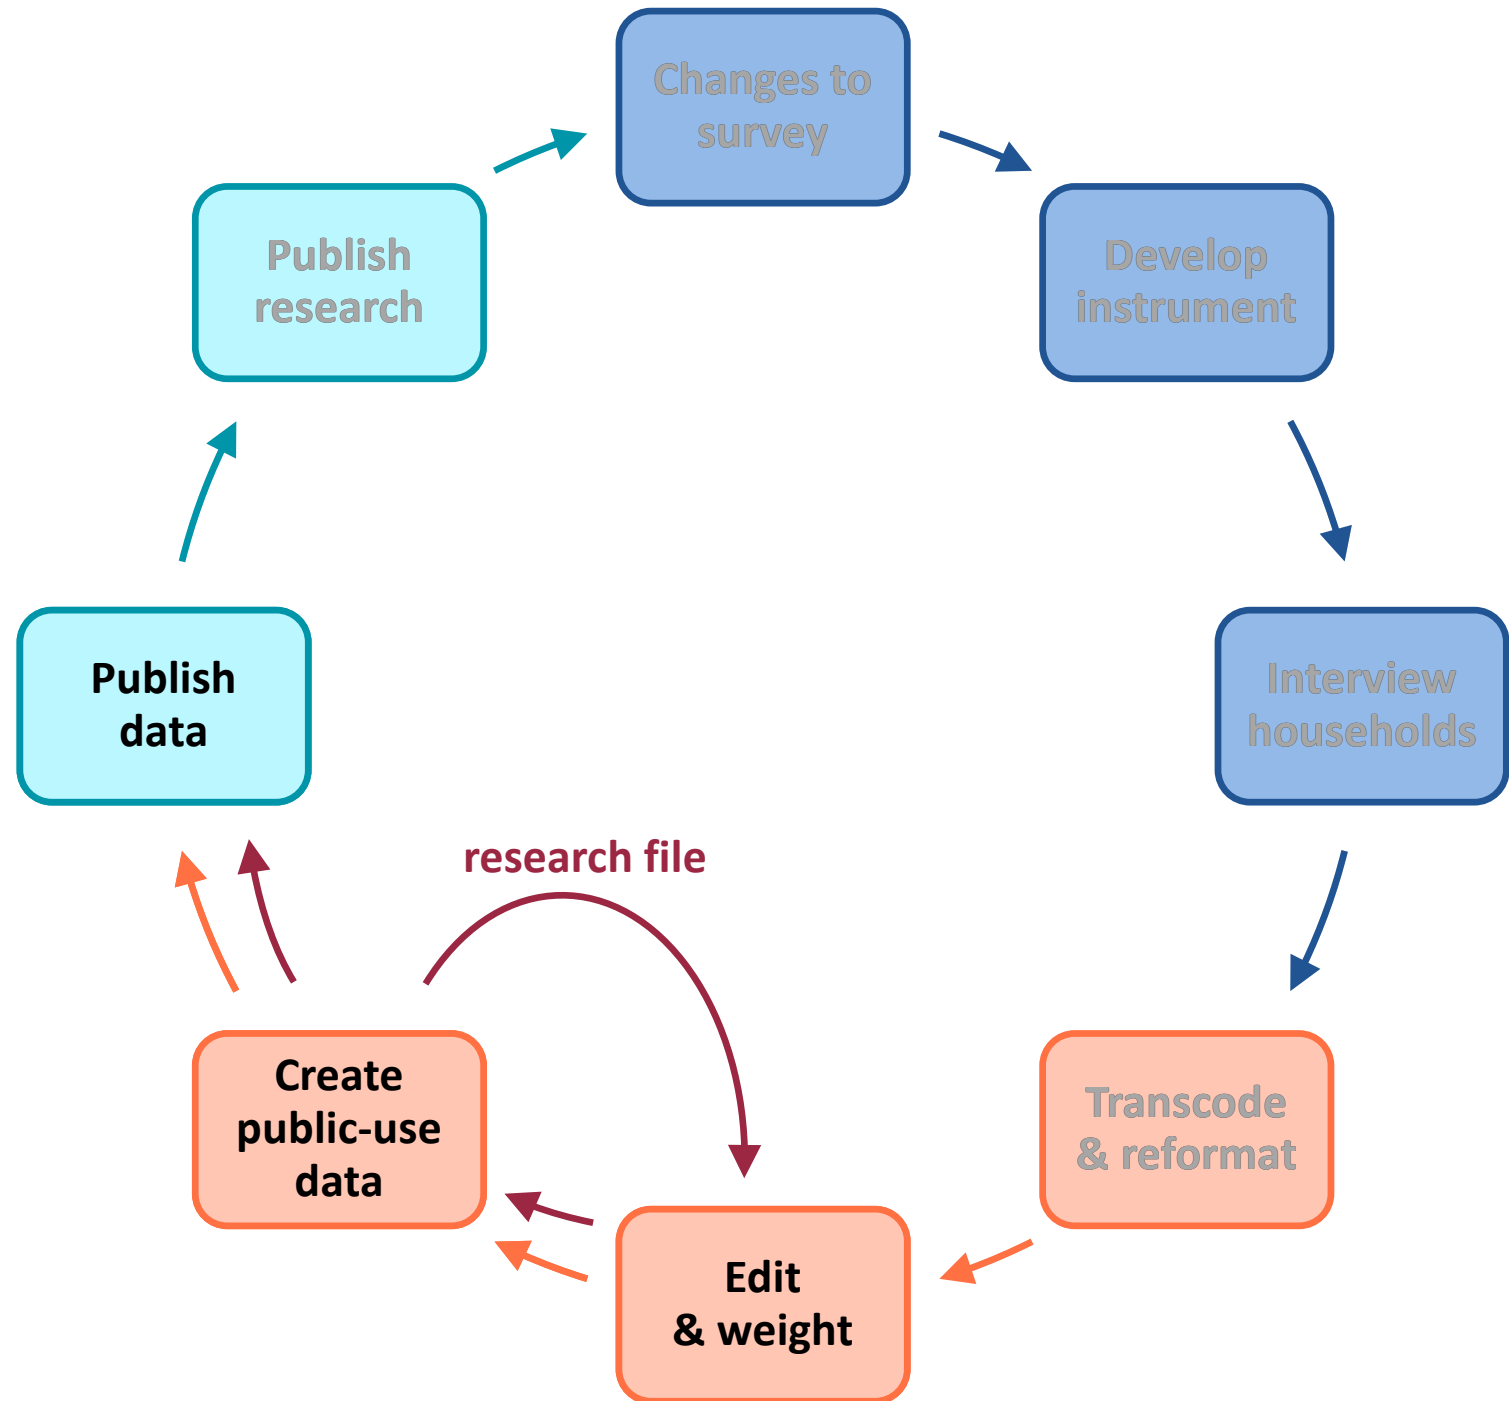 Changes to
survey
Develop
instrument
Interview
households
Transcode
& reformat
Edit
& weight
Create
public-use
data
research file
Publish
data
Publish
research